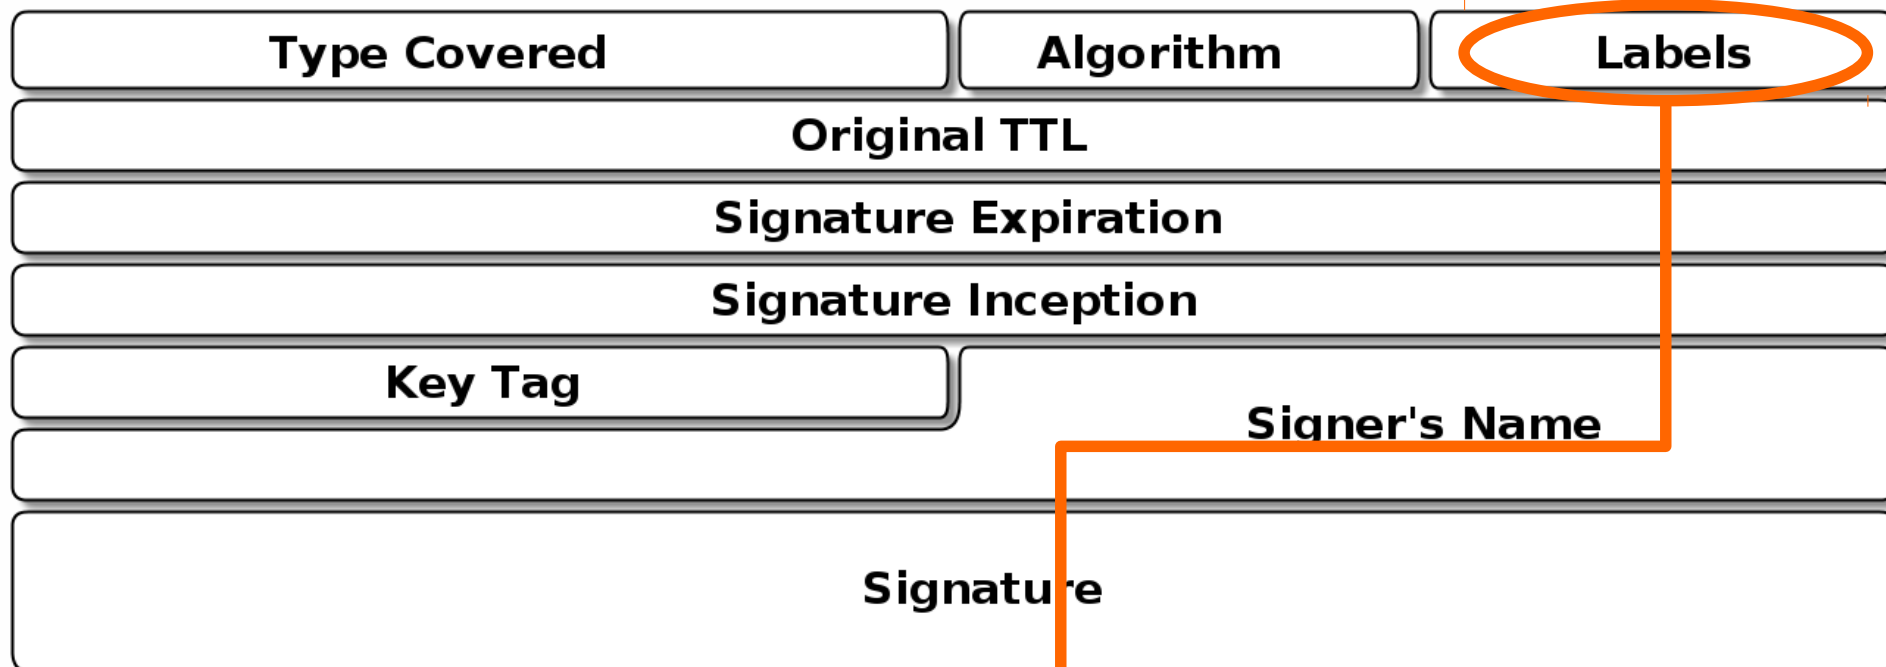 Type Covered Algorithm Labels
Original TTL
Signature Expiration
Signature Inception
Key Tag
Signer's Name
Signature